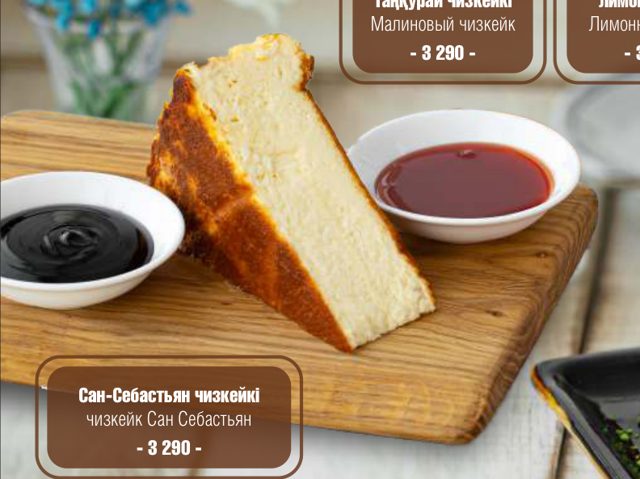 Таңқурай чизкейкі
Малиновый чизкейк
- 3 290 -
Сан-Себастьян чизкейкі
чизкейк Сан Себастьян
- 3 290 -